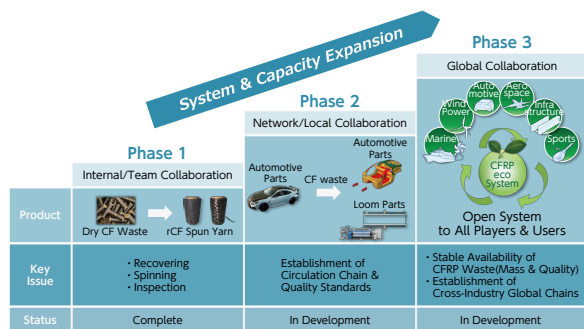 System & Capacity Expansion
Phase 1
Internal/Team Collaboration
Phase 2
Network/Local Collaboration
Phase 3
Global Collaboration
Product
Dry CF Waste
rCF Spun Yarn
Automotive
Parts
CF waste
Automotive
Parts
Loom Parts
Marine
Wind
Power
Auto
motive
Aero
space
Infra
structure
Sports
CFRP
eco
System
Open System
to All Players & Users
Key
Issue
・Recovering
・Spinning
・Inspection
Establishment of
Circulation Chain &
Quality Standards
・Stable Availability of
CFRP Waste(Mass & Quality)
・Establishment of
Cross-Industry Global Chains
Status
Complete
In Development
In Development